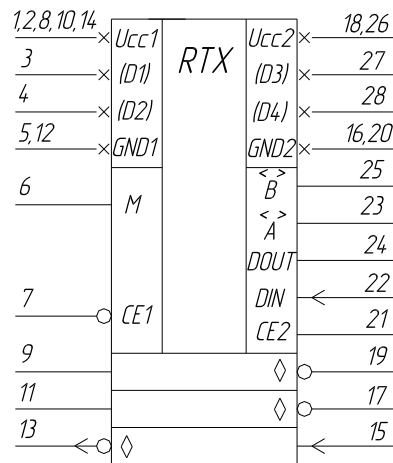 1,2,8,10,14 Ucc1 RTX Ucc2 18,26
3 (D1) (D3) 27
4 (D2) (D4) 28
5,12 GND1 GND2 16,20
< > 25
6 M B
< > 23
A
DOUT 24
7 CE1 DIN 22
CE2 21
9 19
11 17
13 15